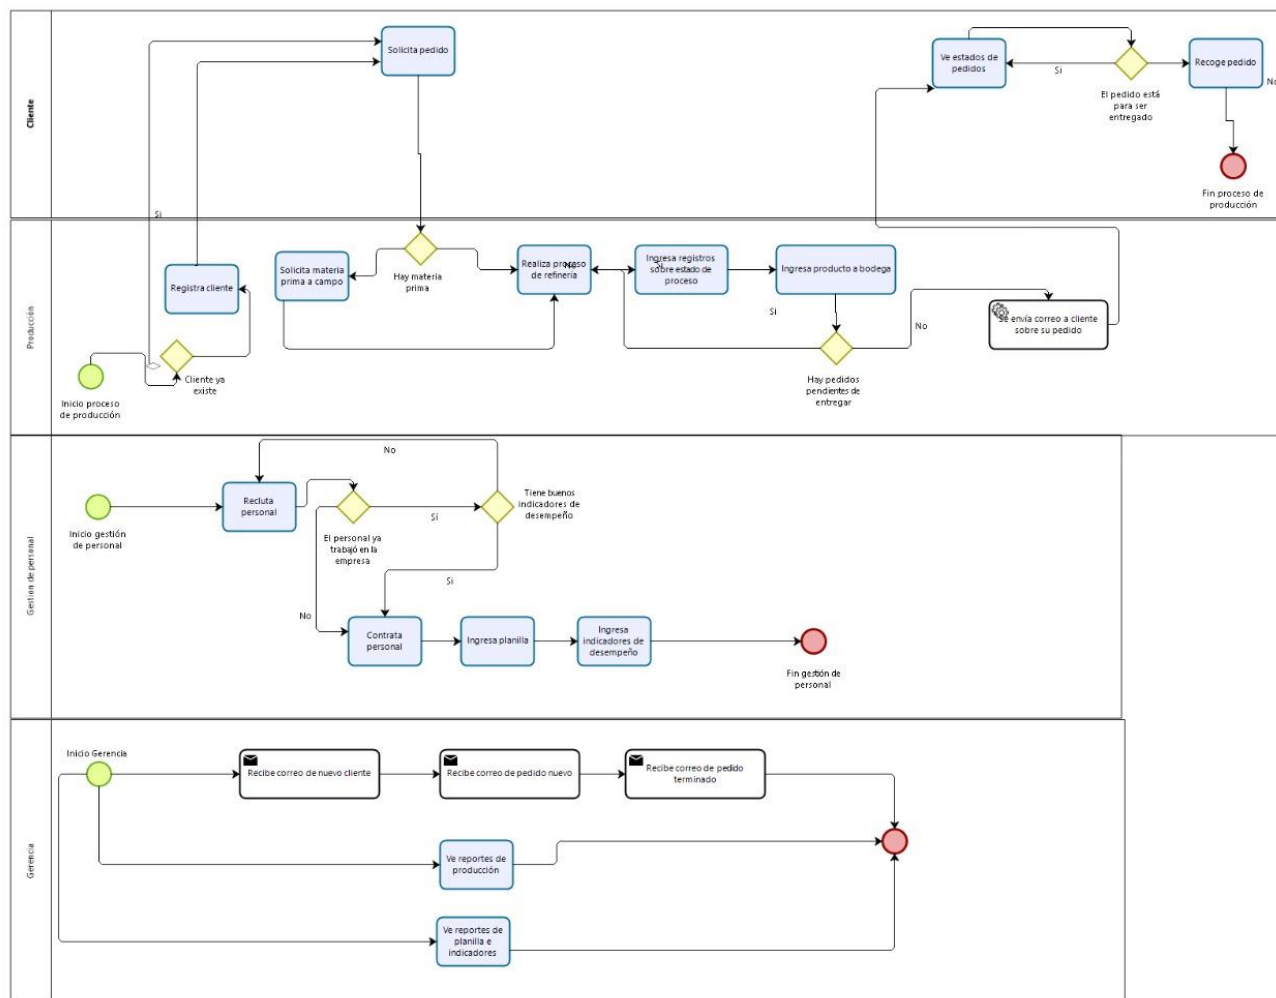 Cliente
Solicita pedido
Ve estados de
pedidos
Si
El pedido está
para ser
entregado
Recoge pedido
No
Fin proceso de
producción
Producción
Si
Registra cliente
Inicio proceso
de producción
Cliente ya
existe
Solicita materia
prima a campo
Hay materia
prima
Realiza proceso
de refinería
No
Ingresa registros
sobre estado de
proceso
Si
Ingresa producto a bodega
Si
Hay pedidos
pendientes de
entregar
No
Se envía correo a cliente
sobre su pedido
Gestion de personal
Inicio gestión
de personal
Recluta
personal
No
El personal ya
trabajó en la
empresa
Sí
Tiene buenos
indicadores de
desempeño
Si
No
Contrata
personal
Ingresa planilla
Ingresa
indicadores de
desempeño
Fin gestión de
personal
Gerencia
Inicio Gerencia
Recibe correo de nuevo cliente
Recibe correo de pedido nuevo
Recibe correo de pedido
terminado
Ve reportes de
producción
Ve reportes de
planilla e
indicadores